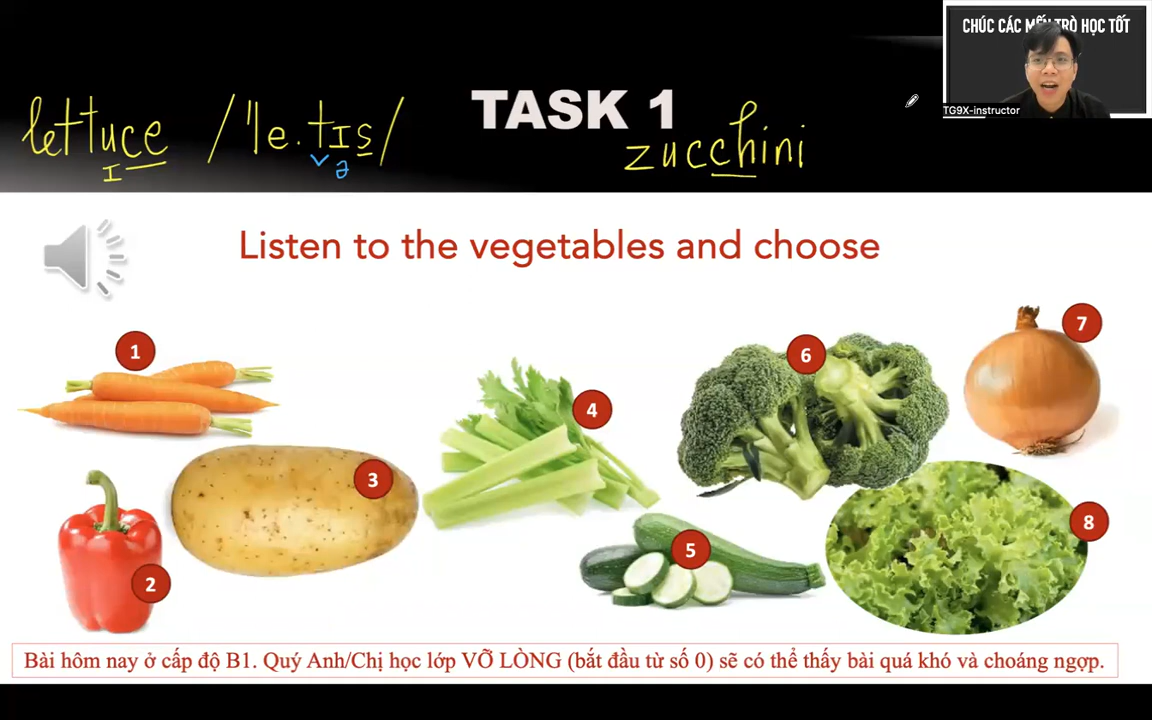 CHÚC CÁC MẾN TRÒ HỌC TỐT
TG9X-instructor
lettuce /ˈle.tɪs/
I
ə
TASK 1
zucchini
Listen to the vegetables and choose
1
2
3
4
5
6
7
8
Bài hôm nay ở cấp độ B1. Quý Anh/Chị học lớp VỠ LÒNG (bắt đầu từ số 0) sẽ có thể thấy bài quá khó và choáng ngợp.